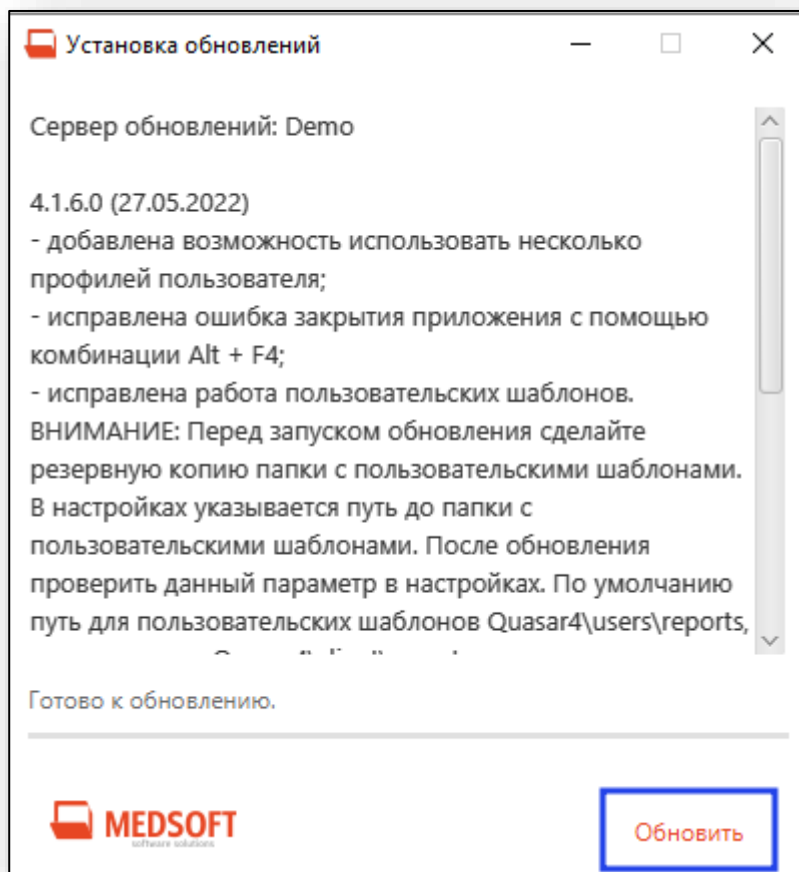 Установка обновлений
Сервер обновлений: Demo
4.1.6.0 (27.05.2022)
- добавлена возможность использовать несколько
профилей пользователя;
- исправлена ошибка закрытия приложения с помощью
комбинации Alt + F4;
- исправлена работа пользовательских шаблонов.
ВНИМАНИЕ: Перед запуском обновления сделайте
резервную копию папки с пользовательскими шаблонами.
В настройках указывается путь до папки с
пользовательскими шаблонами. После обновления
проверить данный параметр в настройках. По умолчанию
путь для пользовательских шаблонов Quasar4\users\reports,
Готово к обновлению.
MEDSOFT
software solutions
Обновить